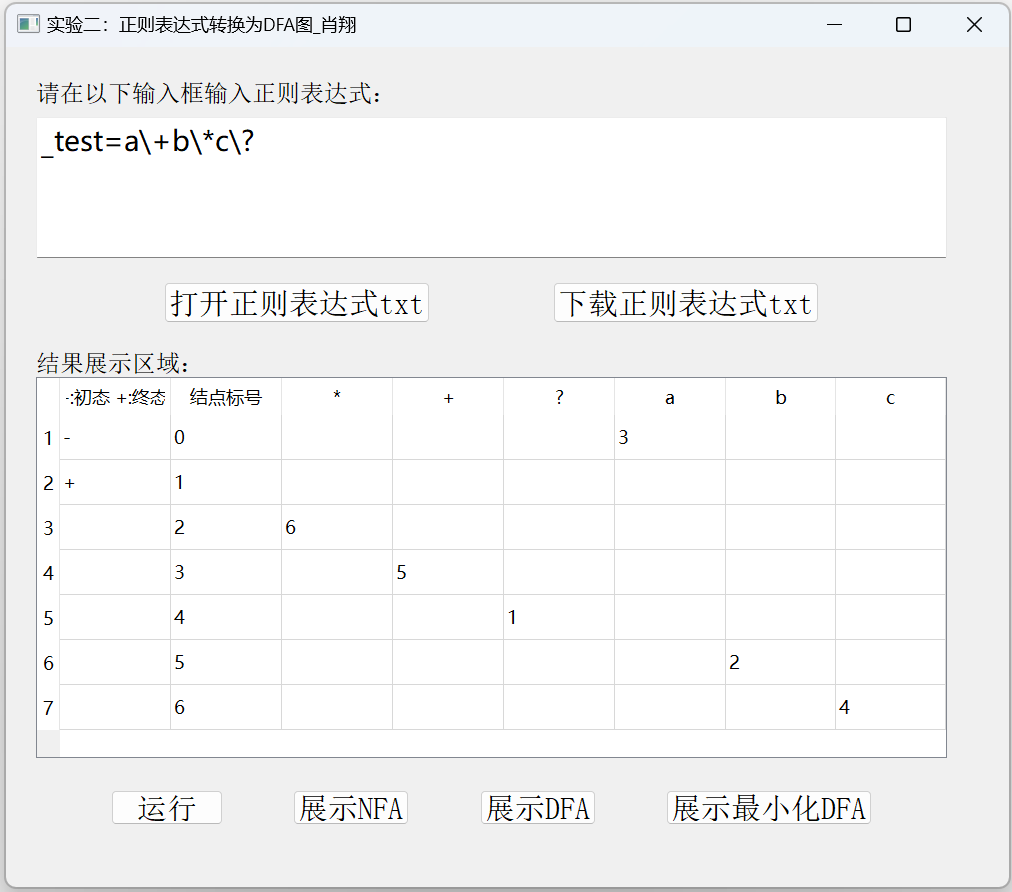 实验二：正则表达式转换为DFA图_肖翔
请在以下输入框输入正则表达式：
_test=a\+b\*c\?
打开正则表达式txt 下载正则表达式txt
结果展示区域：
-:初态 +:终态 结点标号 * + ? a b c
1 - 0 3
2 + 1
3 2 6
4 3 5
5 4 1
6 5 2
7 6 4
运行 展示NFA 展示DFA 展示最小化DFA